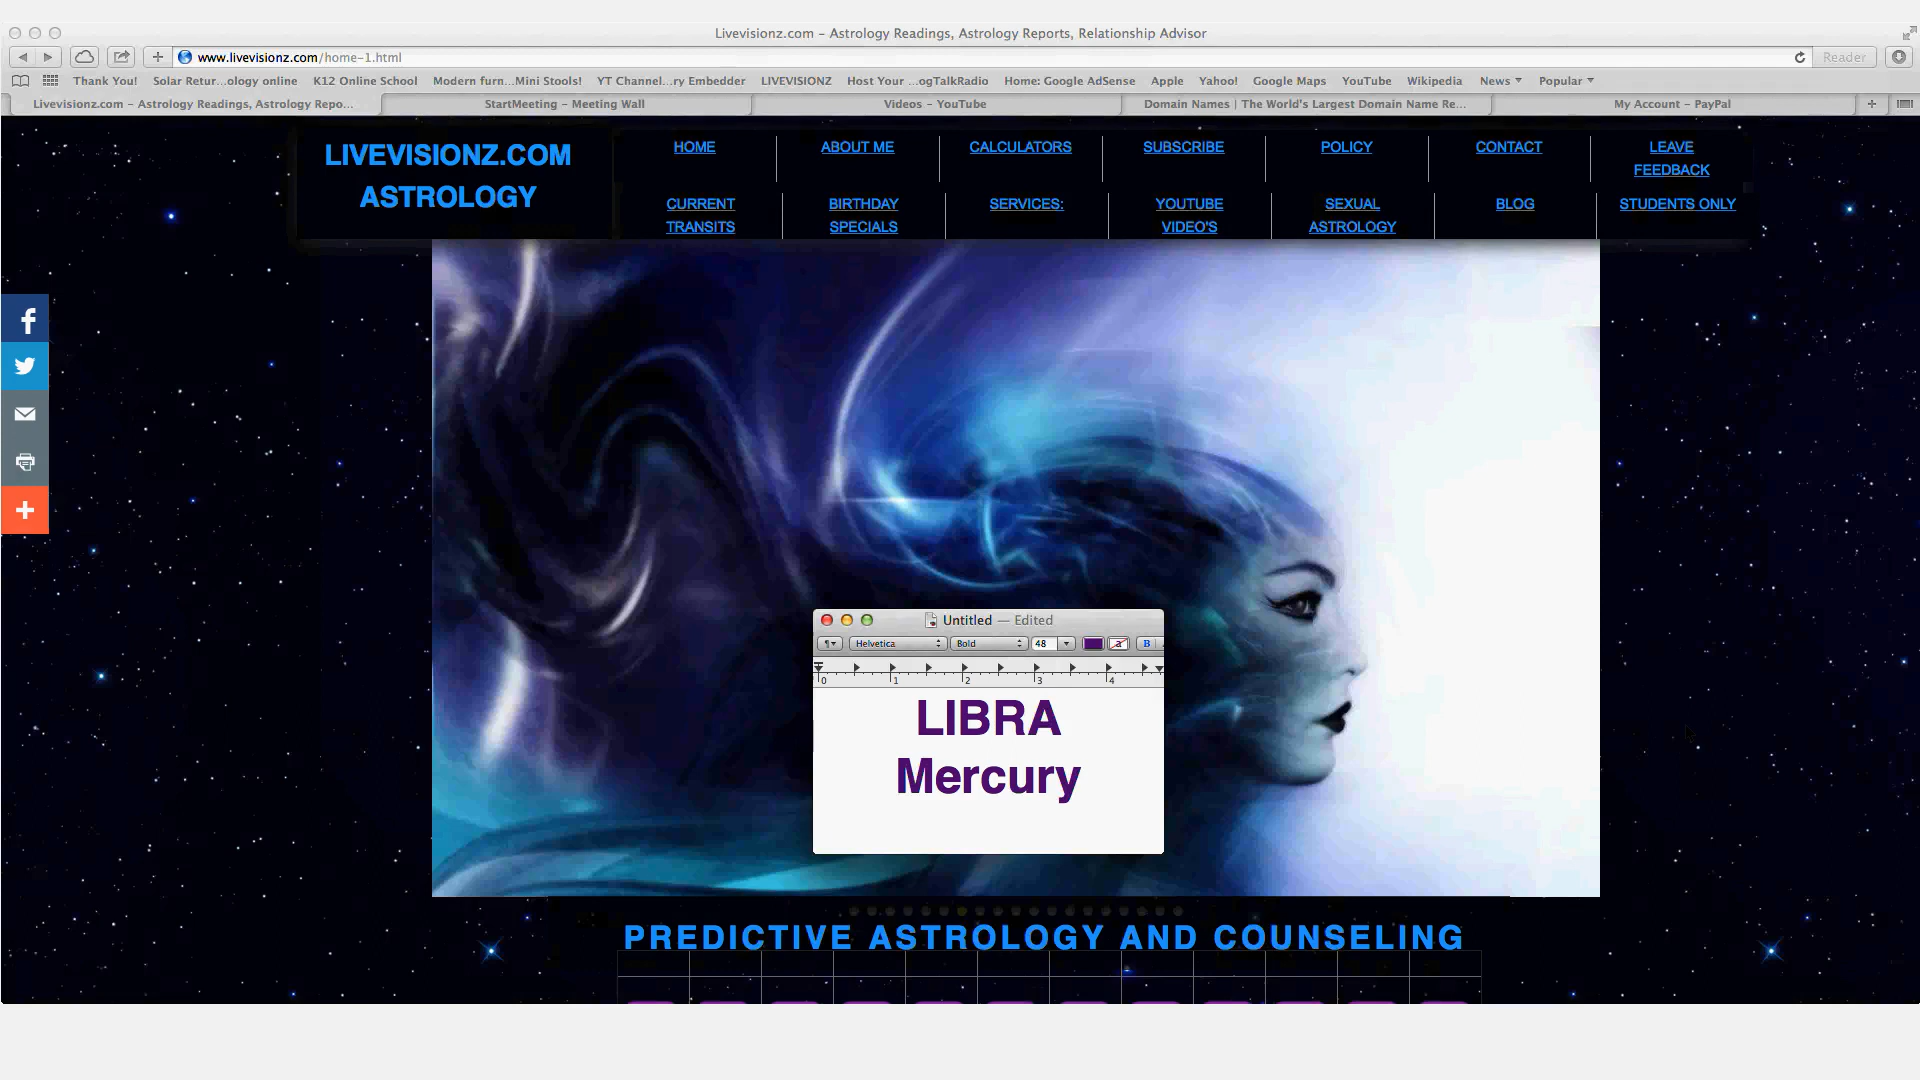 Livevisionz.com – Astrology Readings, Astrology Reports, Relationship Advisor
www.livevisionz.com/home-1.html
Reader
Thank You! Solar Retur...ology online K12 Online School Modern furn...Mini Stools! YT Channel...ry Embedder LIVEVISIONZ Host Your ...ogTalkRadio Home: Google AdSense Apple Yahoo! Google Maps YouTube Wikipedia News Popular
Livevisionz.com – Astrology Readings, Astrology Repo... StartMeeting – Meeting Wall Videos – YouTube Domain Names | The World's Largest Domain Name Re... My Account – PayPal
LIVEVISIONZ.COM
ASTROLOGY
HOME ABOUT ME CALCULATORS SUBSCRIBE POLICY CONTACT LEAVE
FEEDBACK
CURRENT BIRTHDAY SERVICES: YOUTUBE SEXUAL BLOG STUDENTS ONLY
TRANSITS SPECIALS VIDEO'S ASTROLOGY
Untitled — Edited
Helvetica Bold 48 a B
0 1 2 3 4
LIBRA
Mercury
PREDICTIVE ASTROLOGY AND COUNSELING